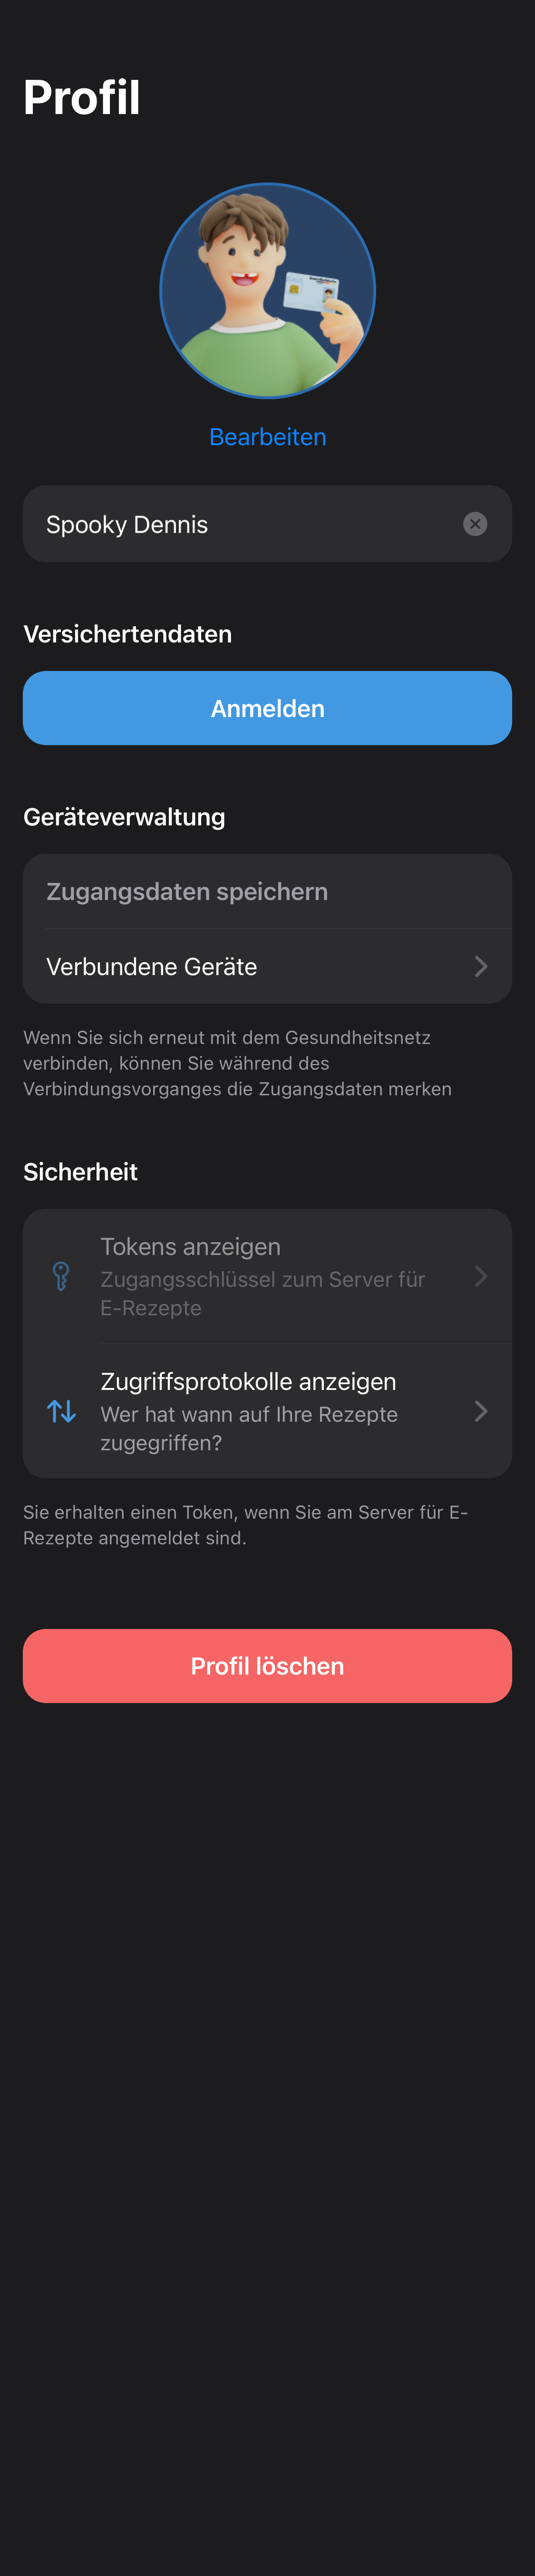 Profil
Bearbeiten
Spooky Dennis
Versichertendaten
Anmelden
Geräteverwaltung
Zugangsdaten speichern
Verbundene Geräte
Wenn Sie sich erneut mit dem Gesundheitsnetz
verbinden, können Sie während des
Verbindungsvorganges die Zugangsdaten merken
Sicherheit
Tokens anzeigen
Zugangsschlüssel zum Server für
E-Rezepte
Zugriffsprotokolle anzeigen
Wer hat wann auf Ihre Rezepte
zugegriffen?
Sie erhalten einen Token, wenn Sie am Server für E-
Rezepte angemeldet sind.
Profil löschen